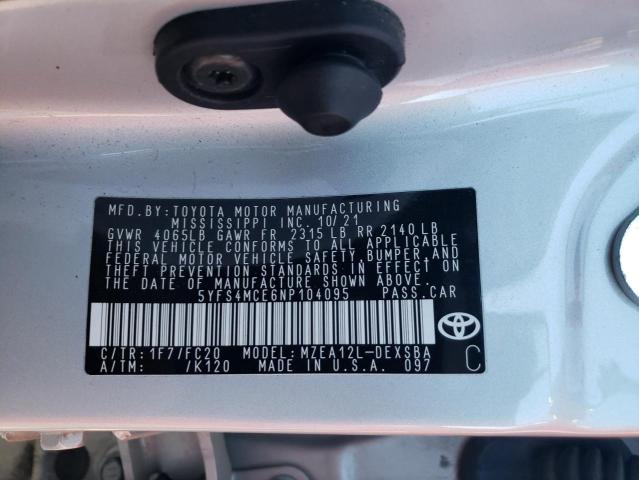 MFD.BY:TOYOTA MOTOR MANUFACTURING
MISSISSIPPI, INC. 10/21
GVWR 4065LB GAWR FR 2315 LB RR 2140 LB
THIS VEHICLE CONFORMS TO ALL APPLICABLE
FEDERAL MOTOR VEHICLE SAFETY,BUMPER,AND
THEFT PREVENTION STANDARDS IN EFFECT ON
THE DATE OF MANUFACTURE SHOWN ABOVE.
5YFS4MCE6NP104095 PASS.CAR
C/TR:1F7/FC20 MODEL:MZEA12L-DEXSBA
A/TM: /K120 MADE IN U.S.A. 097
C